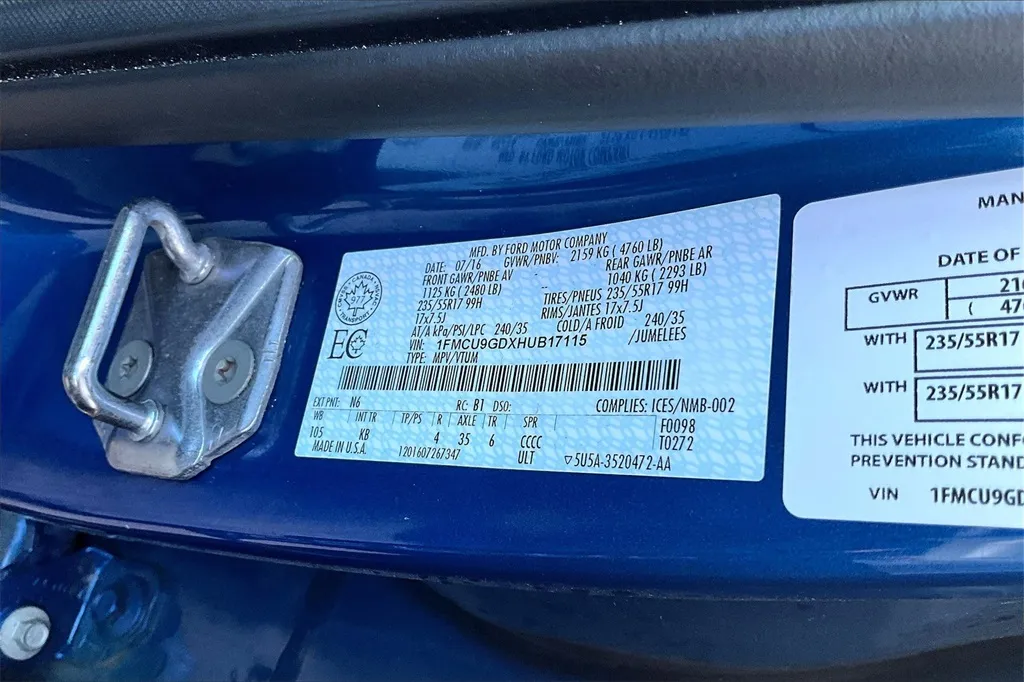 MFD. BY FORD MOTOR COMPANY
DATE: 07/16 GVWR/PNBV: 2159 KG ( 4760 LB)
FRONT GAWR/PNBE AV REAR GAWR/PNBE AR
1125 KG ( 2480 LB) 1040 KG ( 2293 LB)
235/55R17 99H TIRES/PNEUS 235/55R17 99H
17x7.5J RIMS/JANTES 17x7.5J
AT/A kPa/PSI/LPC 240/35 COLD/A FROID 240/35
VIN: 1FMCU9GDXHUB17115 /JUMELEES
TYPE: MPV/VTUM
CANADA
TRANSPORT
EC
EXT PNT: N6 RC: B1 DSO: COMPLIES: ICES/NMB-002
WB INT TR TP/PS R AXLE TR SPR F0098
105 KB 4 35 6 CCCC T0272
MADE IN U.S.A. 1201607267347 ULT ▽5U5A-3520472-AA
MAN
DATE OF
GVWR 216
( 47
WITH 235/55R17
WITH 235/55R17
THIS VEHICLE CONFO
PREVENTION STAND
VIN 1FMCU9GD